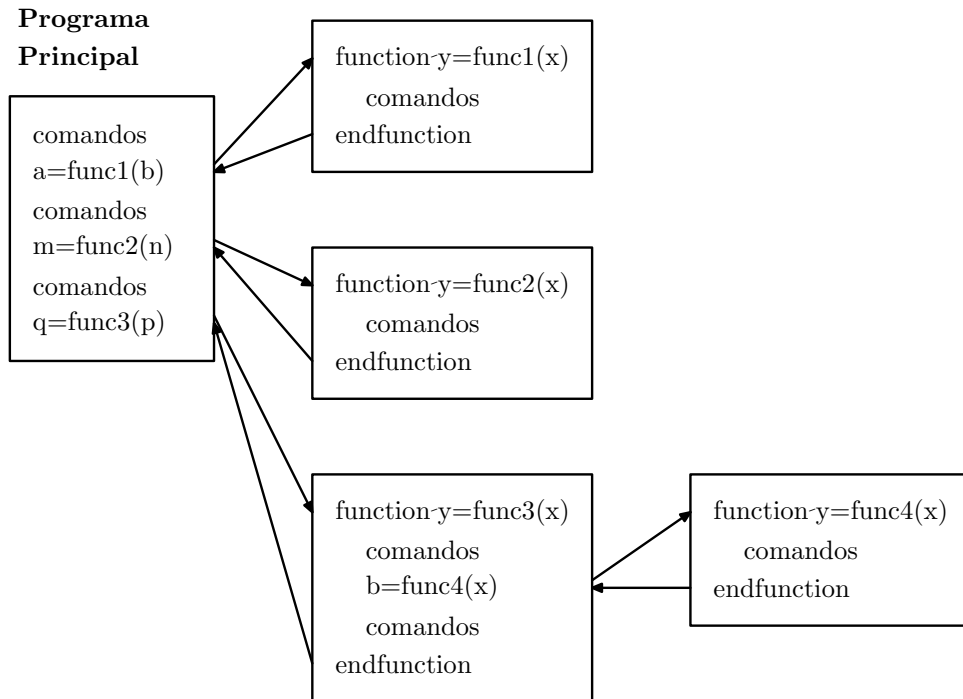 Programa
Principal
comandos
a=func1(b)
comandos
m=func2(n)
comandos
q=func3(p)
function y=func1(x)
comandos
endfunction
function y=func2(x)
comandos
endfunction
function y=func3(x)
comandos
b=func4(x)
comandos
endfunction
function y=func4(x)
comandos
endfunction